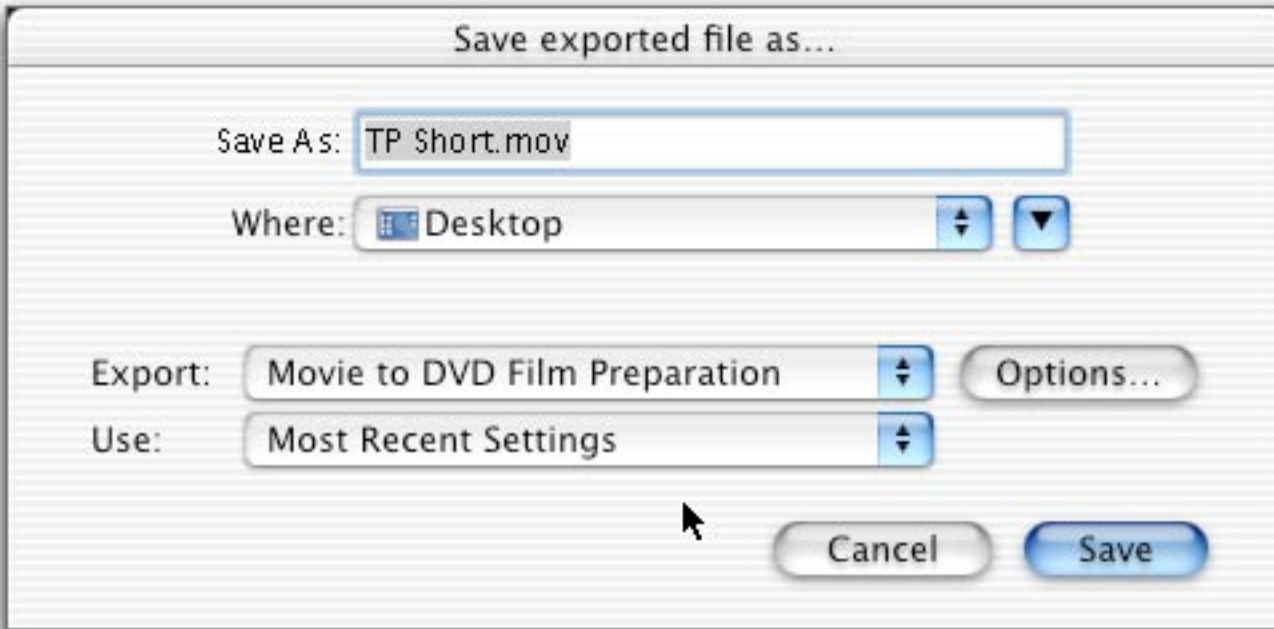 Save exported file as...
Save As: TP Short.mov
Where: Desktop
Export: Movie to DVD Film Preparation Options...
Use: Most Recent Settings
Cancel Save